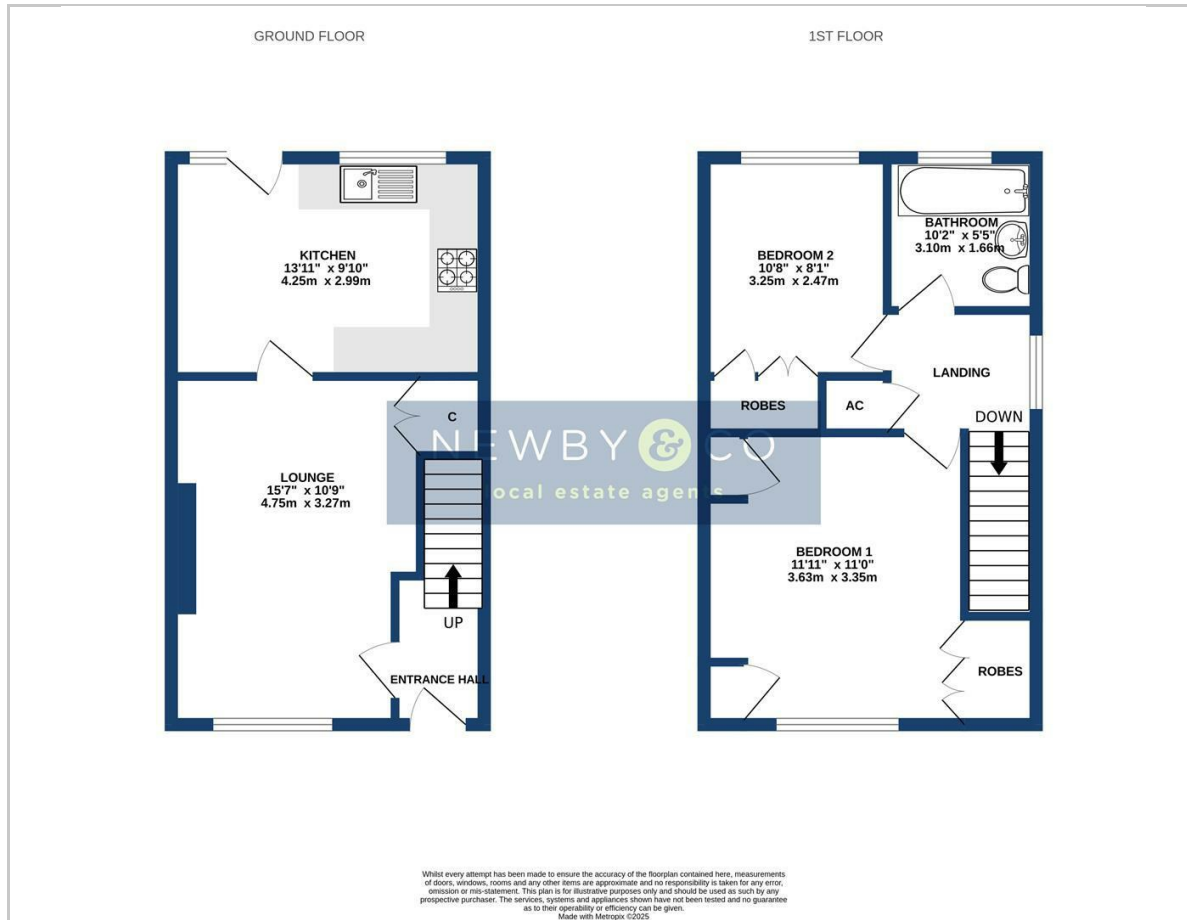 GROUND FLOOR
1ST FLOOR
KITCHEN
13'11" x 9'10"
4.25m x 2.99m
C
LOUNGE
15'7" x 10'9"
4.75m x 3.27m
UP
ENTRANCE HALL
BATHROOM
10'2" x 5'5"
3.10m x 1.66m
BEDROOM 2
10'8" x 8'1"
3.25m x 2.47m
LANDING
ROBES
AC
DOWN
BEDROOM 1
11'11" x 11'0"
3.63m x 3.35m
ROBES
NEWBY & CO
local estate agents
Whilst every attempt has been made to ensure the accuracy of the floorplan contained here, measurements
of doors, windows, rooms and any other items are approximate and no responsibility is taken for any error,
omission or mis-statement. This plan is for illustrative purposes only and should be used as such by any
prospective purchaser. The services, systems and appliances shown have not been tested and no guarantee
as to their operability or efficiency can be given.
Made with Metropix ©2025